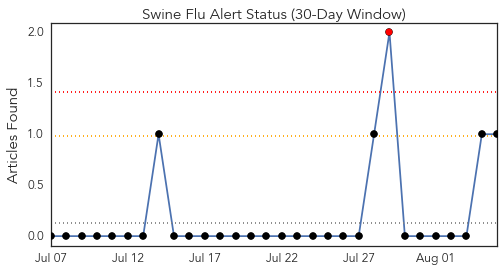 Swine Flu Alert Status (30-Day Window)
Articles Found
2.0
1.5
1.0
0.5
0.0
Jul 07
Jul 12
Jul 17
Jul 22
Jul 27
Aug 01